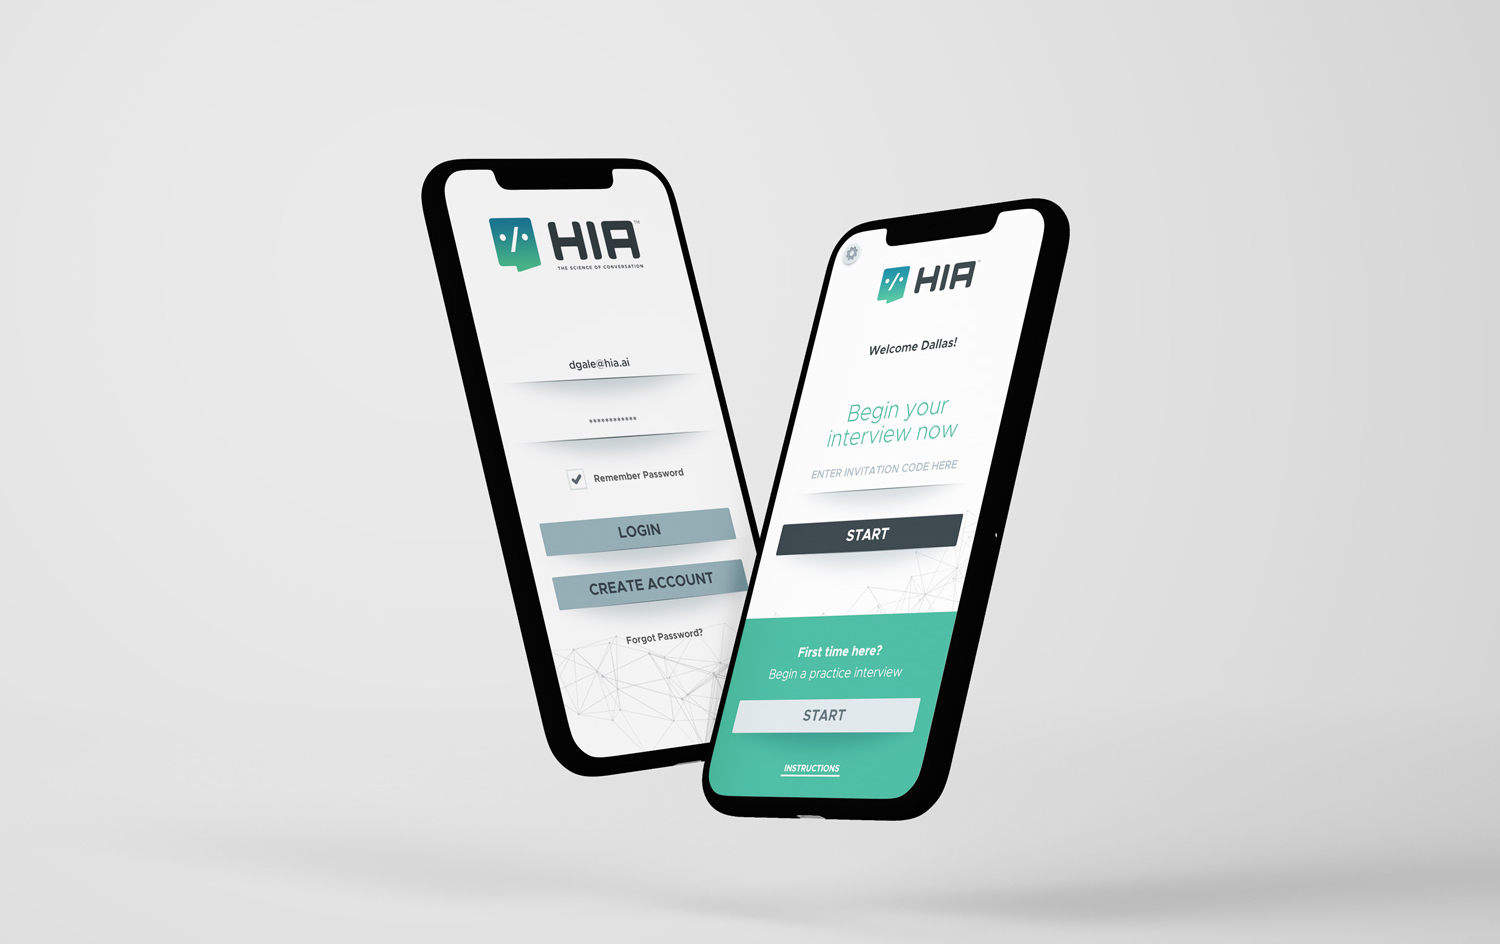 HIA™
THE SCIENCE OF CONVERSATION
dgale@hia.ai
************
Remember Password
LOGIN
CREATE ACCOUNT
Forgot Password?
HIA™
Welcome Dallas!
Begin your
interview now
ENTER INVITATION CODE HERE
START
First time here?
Begin a practice interview
START
INSTRUCTIONS